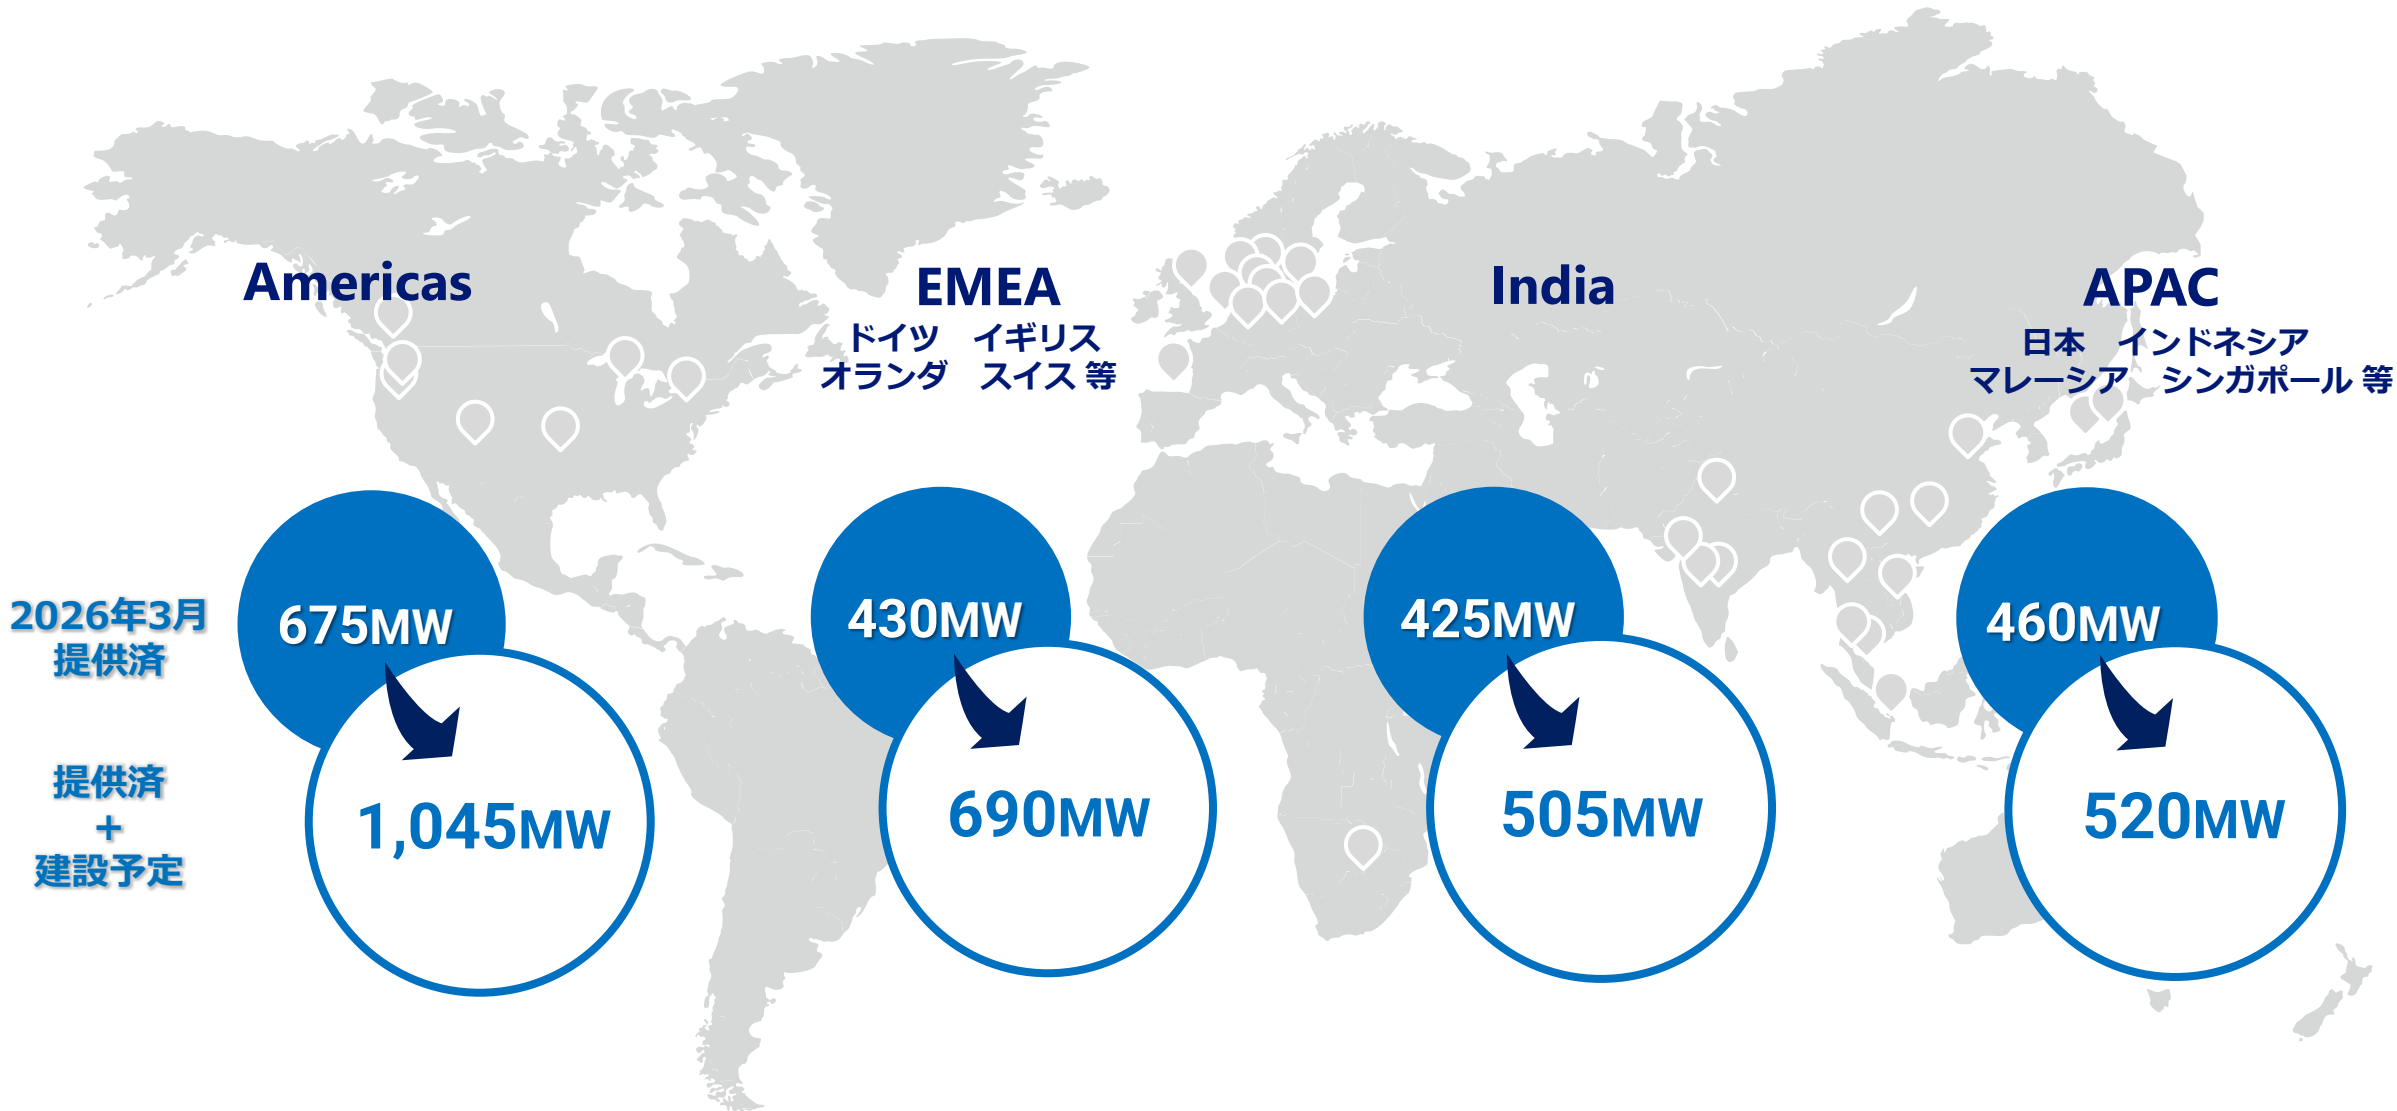 Americas
EMEA
ドイツ　イギリス
オランダ　スイス 等
India
APAC
日本　インドネシア
マレーシア　シンガポール 等
2026年3月
提供済
675MW
430MW
425MW
460MW
提供済
+
建設予定
1,045MW
690MW
505MW
520MW